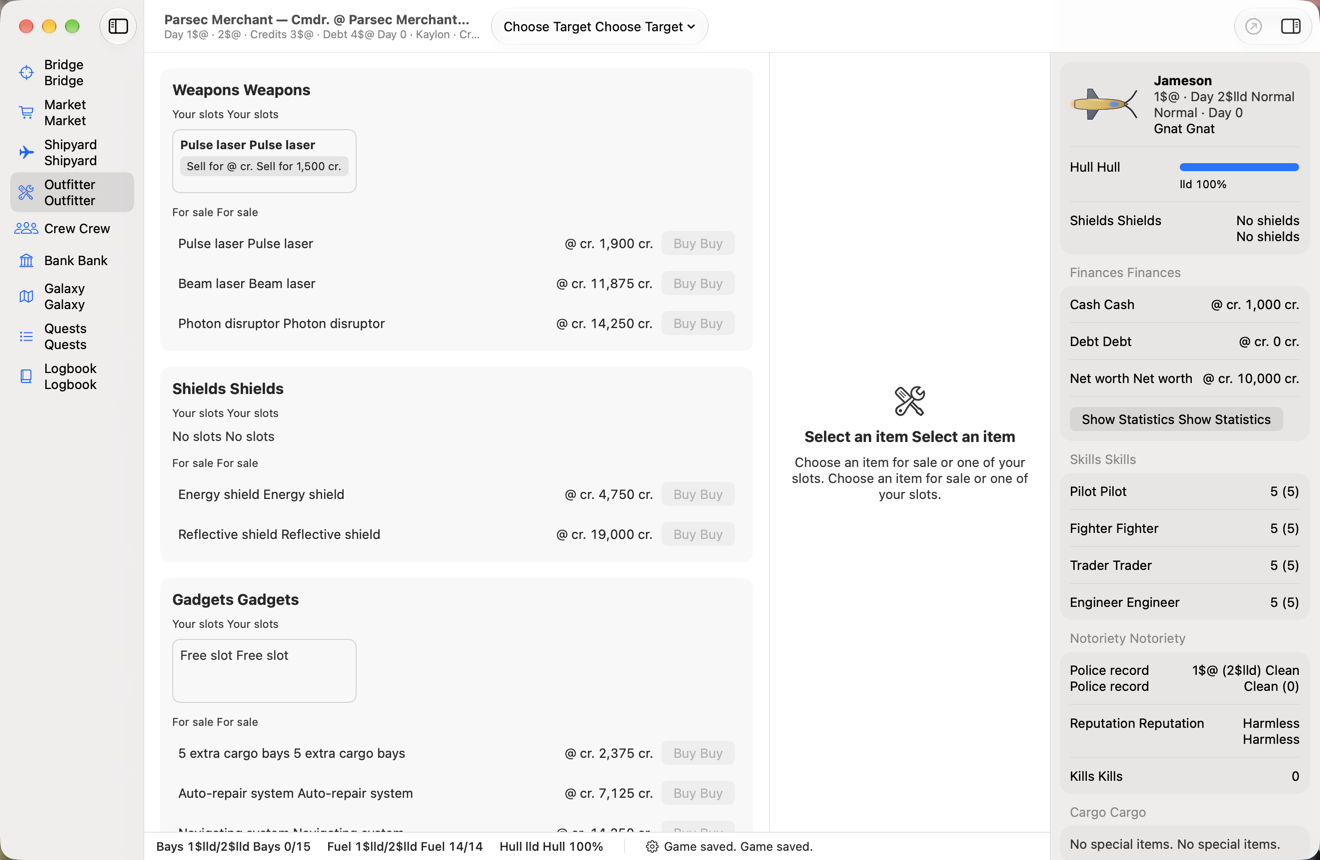 Parsec Merchant — Cmdr. @ Parsec Merchant...
Day 1$@ · 2$@ · Credits 3$@ · Debt 4$@ Day 0 · Kaylon · Cr...
Choose Target Choose Target
Bridge
Bridge
Market
Market
Shipyard
Shipyard
Outfitter
Outfitter
Crew Crew
Bank Bank
Galaxy
Galaxy
Quests
Quests
Logbook
Logbook
Weapons Weapons
Your slots Your slots
Pulse laser Pulse laser
Sell for @ cr. Sell for 1,500 cr.
For sale For sale
Pulse laser Pulse laser @ cr. 1,900 cr. Buy Buy
Beam laser Beam laser @ cr. 11,875 cr. Buy Buy
Photon disruptor Photon disruptor @ cr. 14,250 cr. Buy Buy
Shields Shields
Your slots Your slots
No slots No slots
For sale For sale
Energy shield Energy shield @ cr. 4,750 cr. Buy Buy
Reflective shield Reflective shield @ cr. 19,000 cr. Buy Buy
Gadgets Gadgets
Your slots Your slots
Free slot Free slot
For sale For sale
5 extra cargo bays 5 extra cargo bays @ cr. 2,375 cr. Buy Buy
Auto-repair system Auto-repair system @ cr. 7,125 cr. Buy Buy
Navigating system Navigating system @ cr. 14,250 cr. Buy Buy
Select an item Select an item
Choose an item for sale or one of your
slots. Choose an item for sale or one of
your slots.
Jameson
1$@ · Day 2$lld Normal
Normal · Day 0
Gnat Gnat
Hull Hull
lld 100%
Shields Shields No shields
No shields
Finances Finances
Cash Cash @ cr. 1,000 cr.
Debt Debt @ cr. 0 cr.
Net worth Net worth @ cr. 10,000 cr.
Show Statistics Show Statistics
Skills Skills
Pilot Pilot 5 (5)
Fighter Fighter 5 (5)
Trader Trader 5 (5)
Engineer Engineer 5 (5)
Notoriety Notoriety
Police record 1$@ (2$lld) Clean
Police record Clean (0)
Reputation Reputation Harmless
Harmless
Kills Kills 0
Cargo Cargo
No special items. No special items.
Bays 1$lld/2$lld Bays 0/15 Fuel 1$lld/2$lld Fuel 14/14 Hull lld Hull 100% Game saved. Game saved.